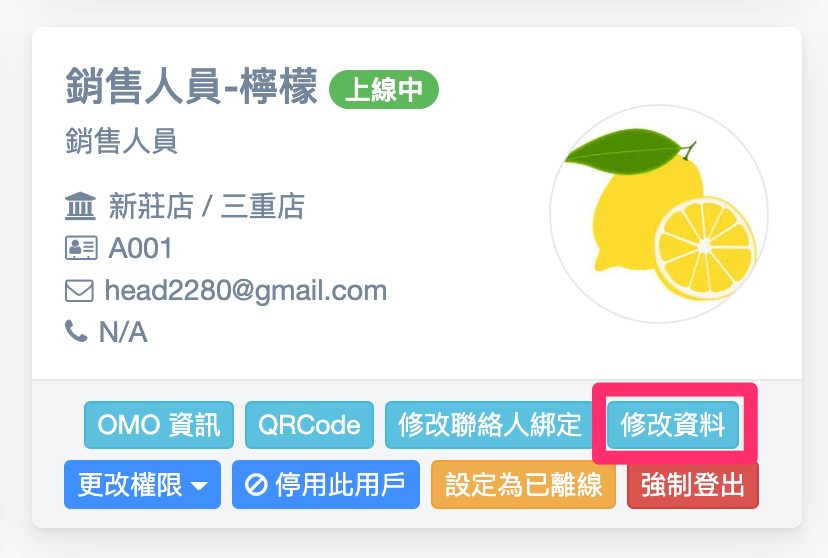 銷售人員-檸檬 上線中
銷售人員
新莊店 / 三重店
A001
head2280@gmail.com
N/A
OMO 資訊 QRCode 修改聯絡人綁定 修改資料
更改權限 停用此用戶 設定為已離線 強制登出